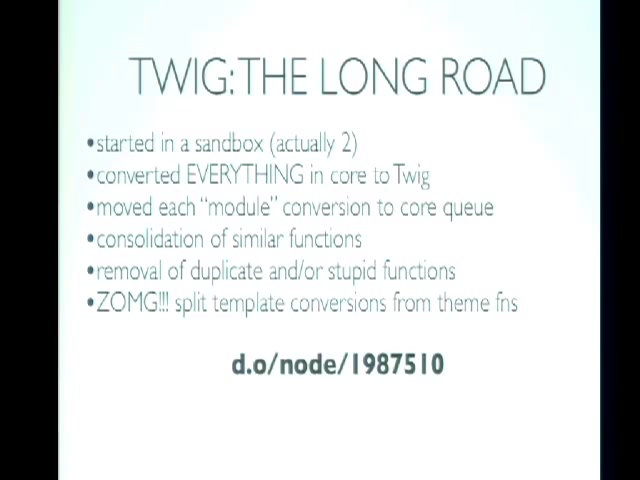 TWIG: THE LONG ROAD
•started in a sandbox (actually 2)
•converted EVERYTHING in core to Twig
•moved each “module” conversion to core queue
•consolidation of similar functions
•removal of duplicate and/or stupid functions
•ZOMG!!! split template conversions from theme fns
d.o/node/1987510